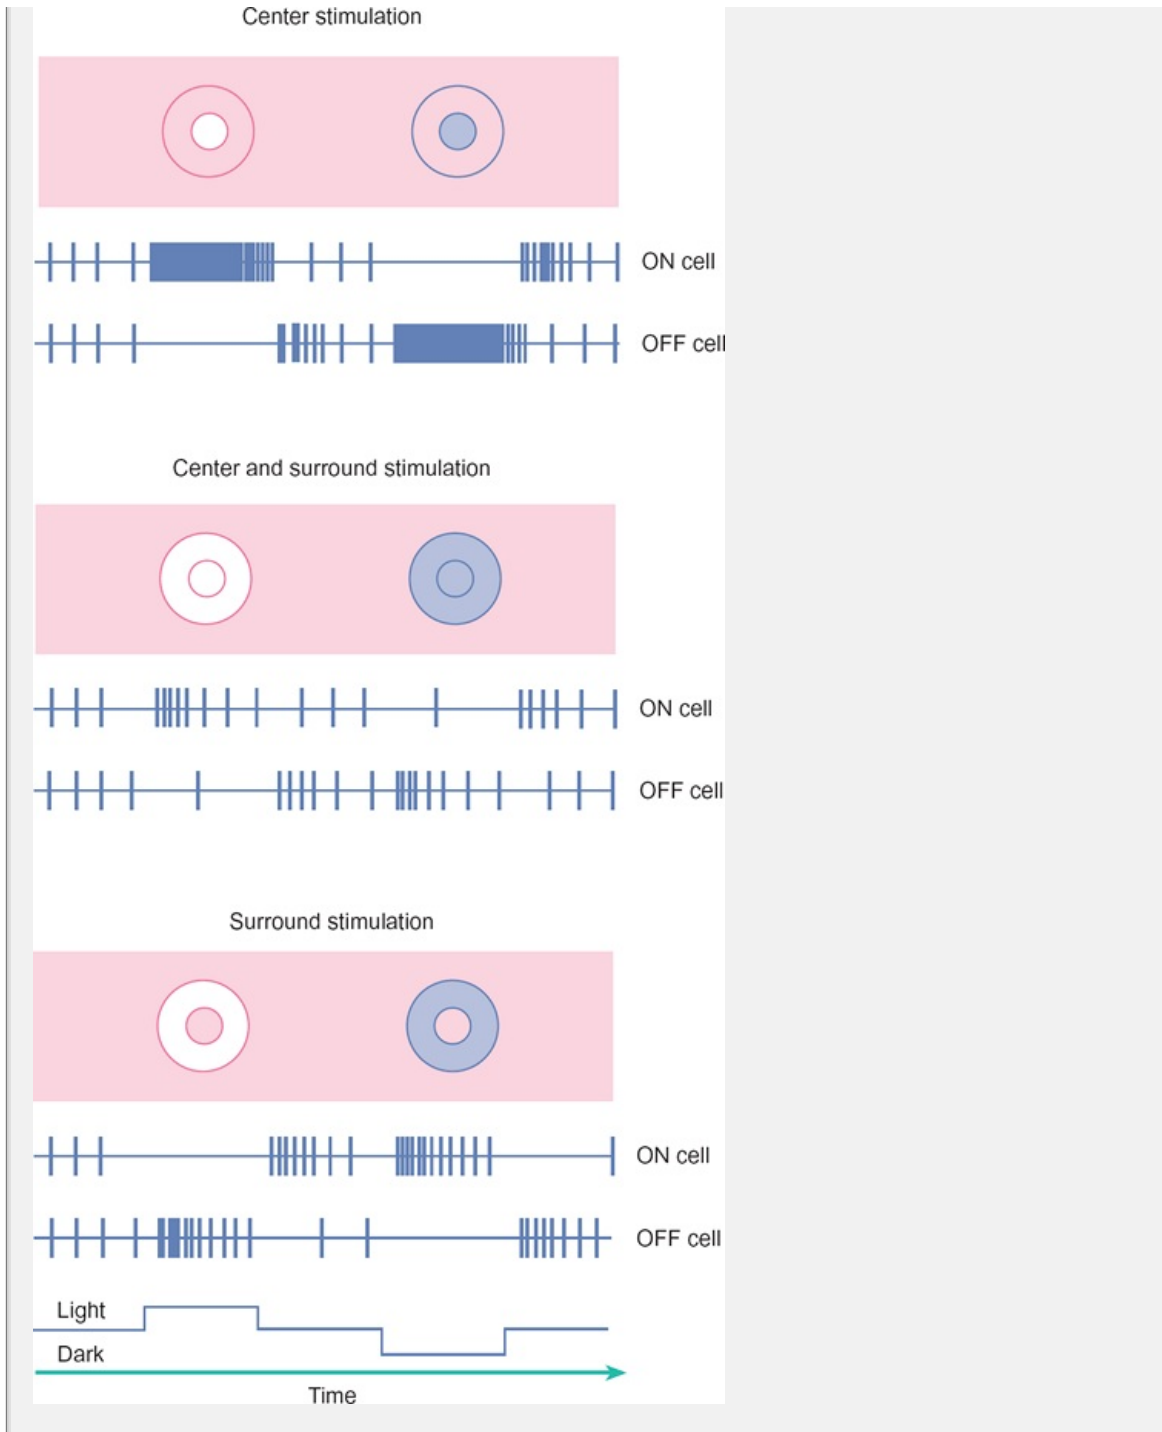 Center stimulation
ON cell
OFF cell
Center and surround stimulation
ON cell
OFF cell
Surround stimulation
ON cell
OFF cell
Light
Dark
Time